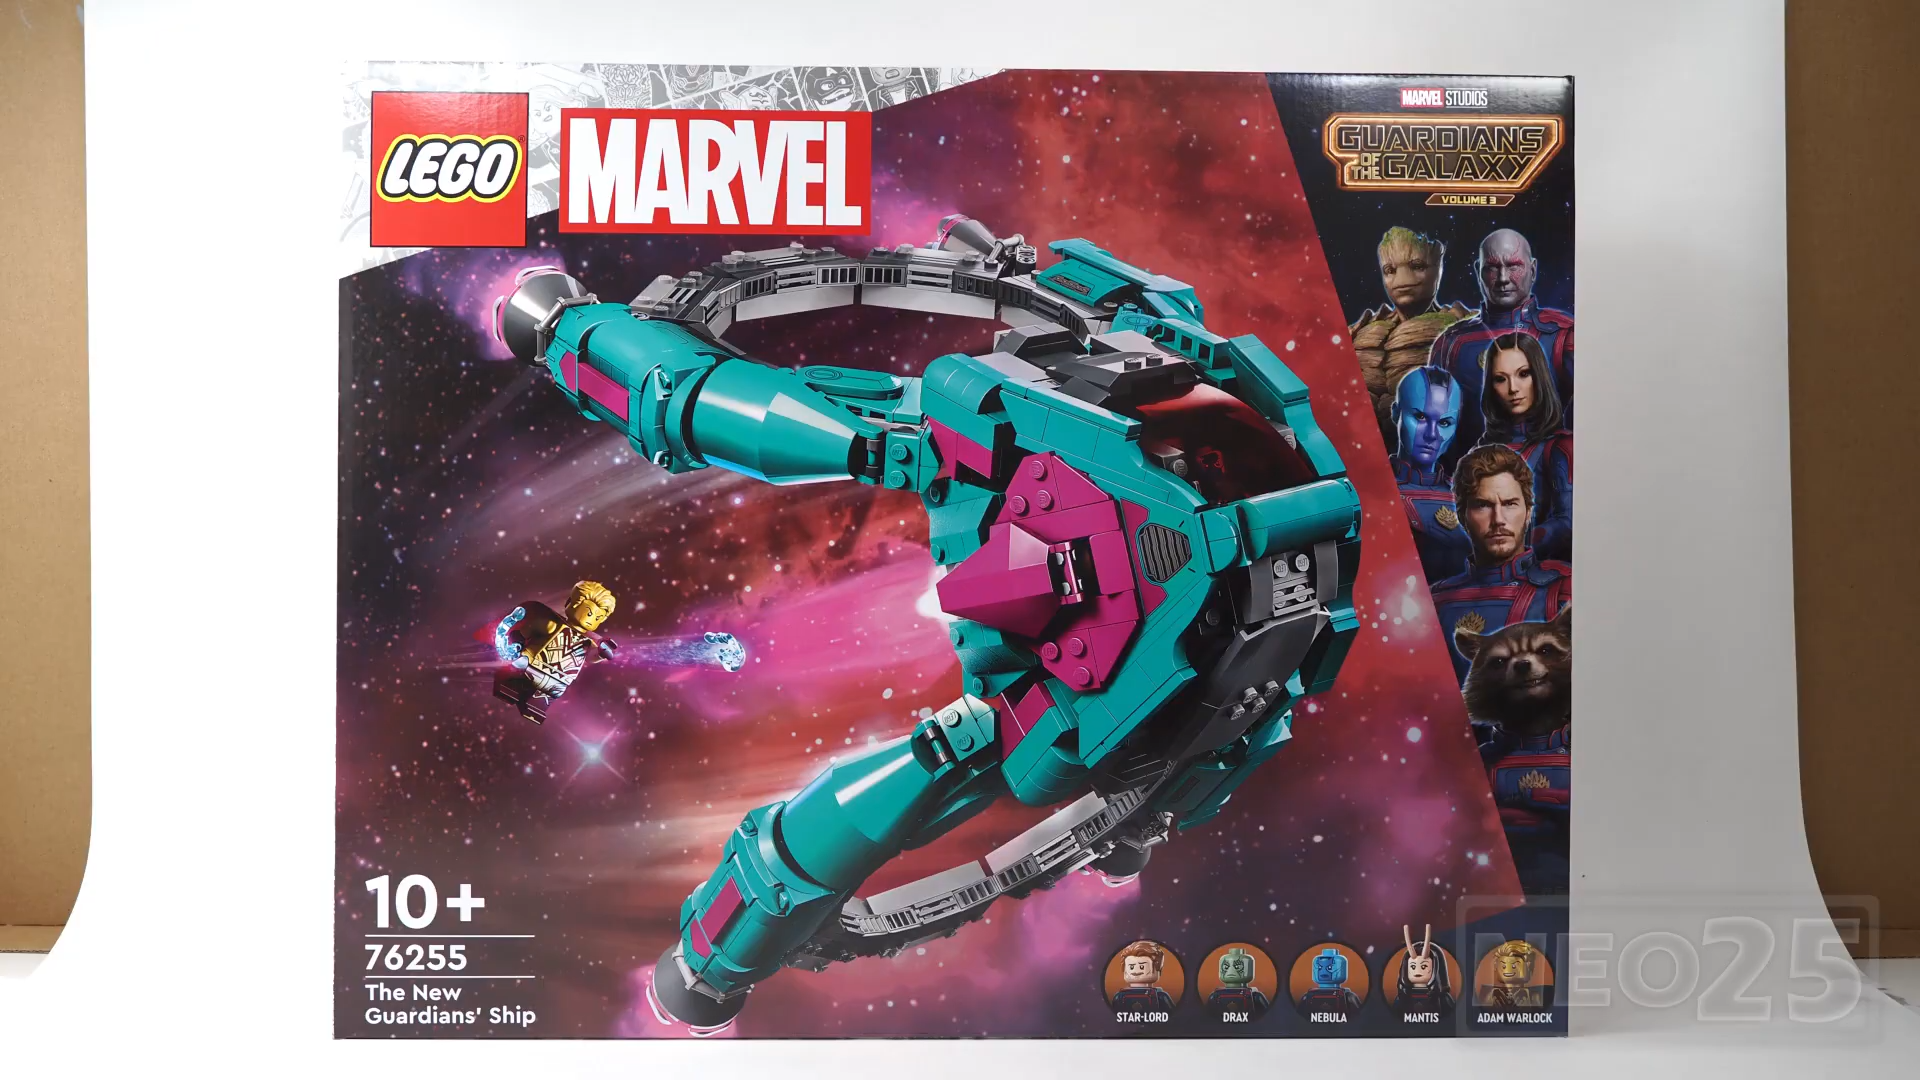 LEGO
MARVEL
MARVEL STUDIOS
GUARDIANS
OF THE GALAXY
VOLUME 3
10+
76255
The New
Guardians' Ship
STAR-LORD
DRAX
NEBULA
MANTIS
ADAM WARLOCK
NEO25